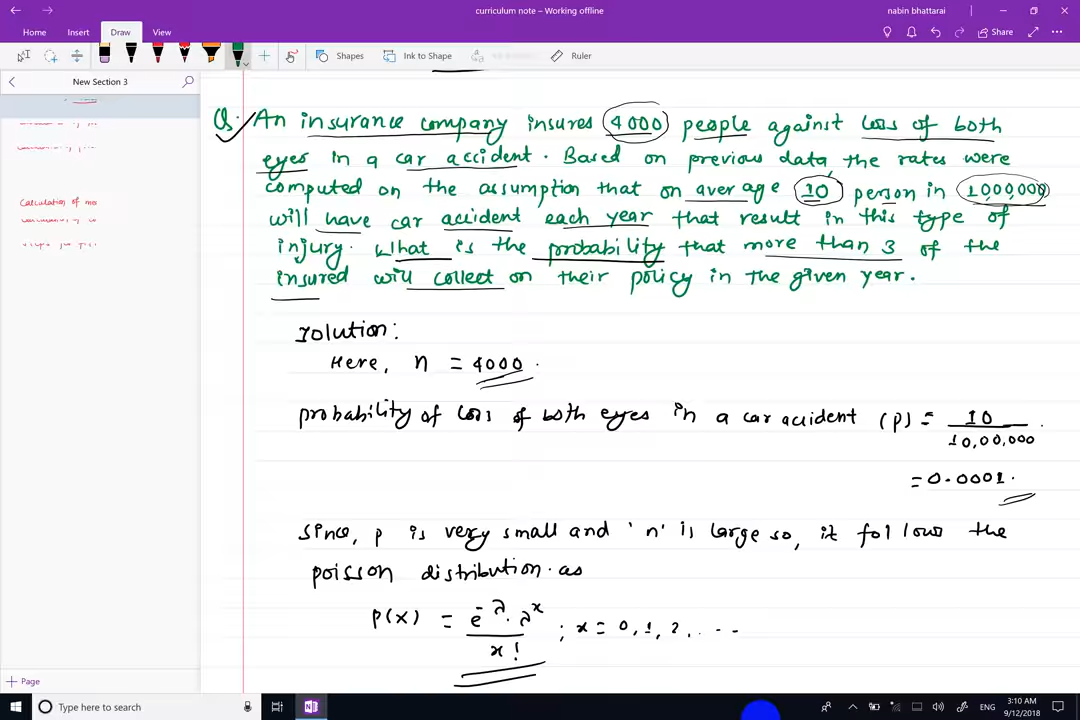 curriculum note – Working offline
nabin bhattarai
Home Insert Draw View
Share
Shapes
Ink to Shape
Ruler
New Section 3
Q. An insurance company insures 4000 people against loss of both
eyes in a car accident. Based on previous data, the rates were
computed on the assumption that on average 10 person in 10,00,000
will have car accident each year that result in this type of
injury. What is the probability that more than 3 of the
insured will collect on their policy in the given year.
Solution:
Here, n = 4000.
probability of loss of both eyes in a car accident (p) = 10
10,00,000
= 0.0001.
since, p is very small and 'n' is large so, it follows the
poisson distribution. as
p(x) = e^-λ . λ^x ; x = 0, 1, 2, ....
x!
Calculation of
Page
Type here to search
ENG
3:10 AM
9/12/2018